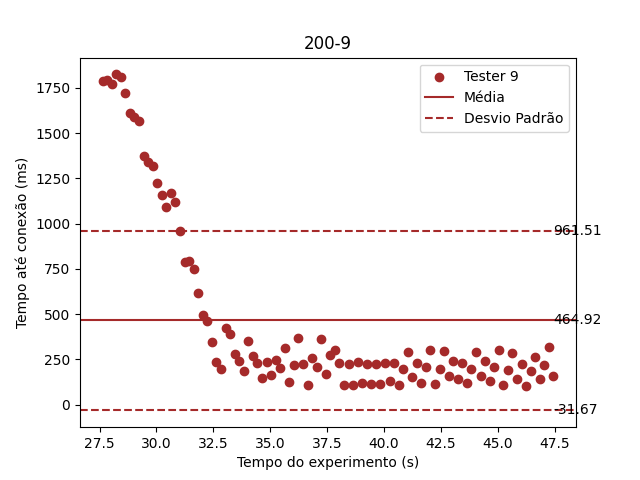 200-9
Tester 9
Média
Desvio Padrão
Tempo até conexão (ms)
1750
1500
1250
1000
750
500
250
0
961.51
464.92
-31.67
27.5 30.0 32.5 35.0 37.5 40.0 42.5 45.0 47.5
Tempo do experimento (s)